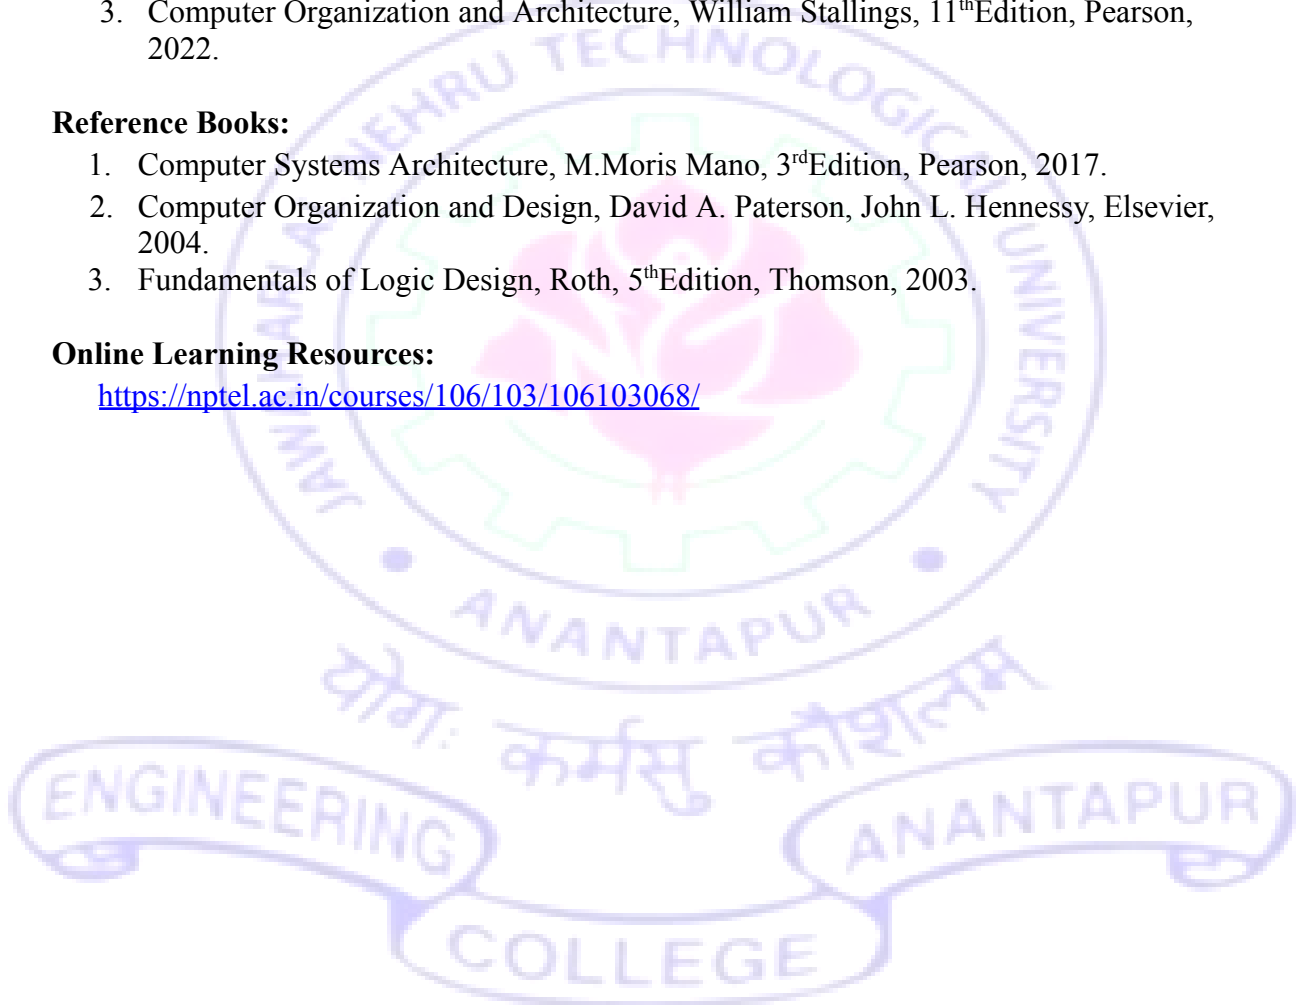 3. Computer Organization and Architecture, William Stallings, 11thEdition, Pearson,
2022.
Reference Books:
1. Computer Systems Architecture, M.Moris Mano, 3rdEdition, Pearson, 2017.
2. Computer Organization and Design, David A. Paterson, John L. Hennessy, Elsevier,
2004.
3. Fundamentals of Logic Design, Roth, 5thEdition, Thomson, 2003.
Online Learning Resources:
https://nptel.ac.in/courses/106/103/106103068/
JAWAHARLAL NEHRU TECHNOLOGICAL UNIVERSITY
ANANTAPUR
योगः कर्मसु कौशलम
ENGINEERING
ANANTAPUR
COLLEGE